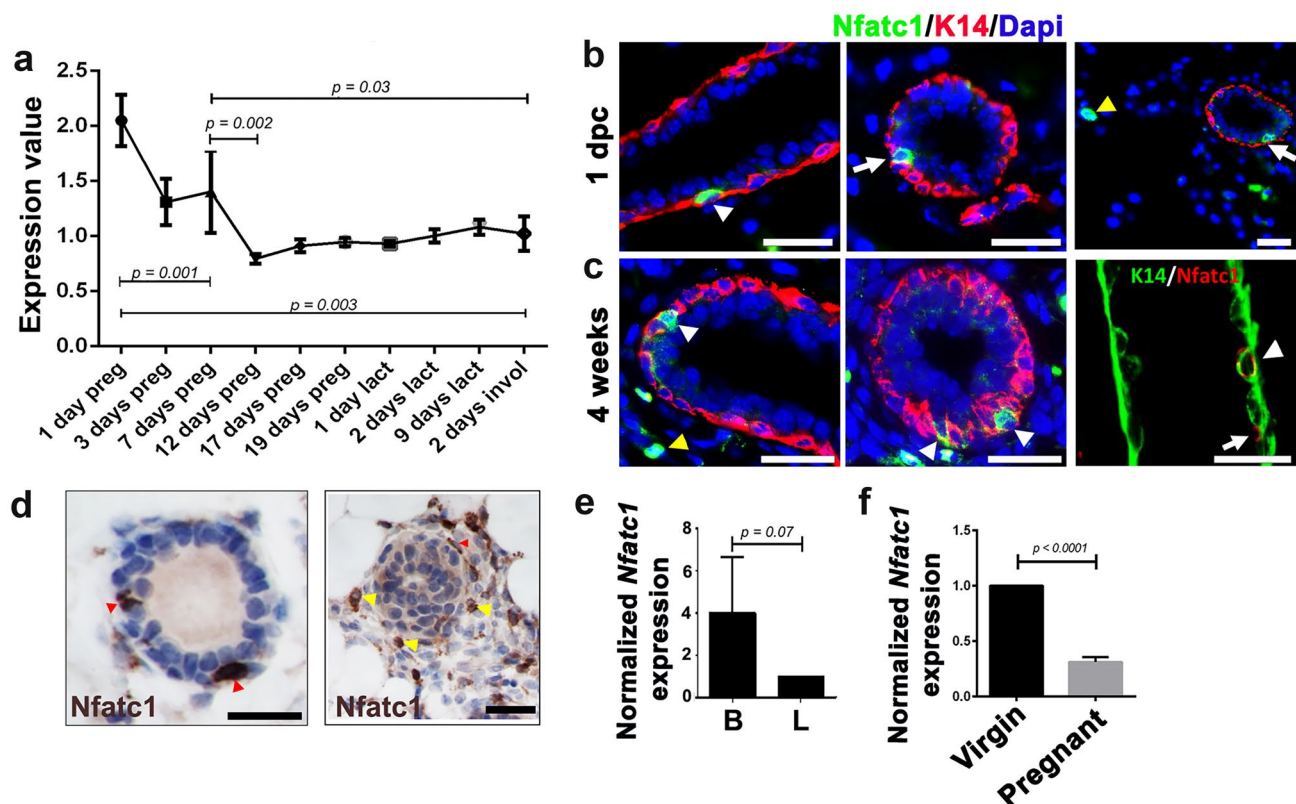 a
Expression value
2.5
2.0
1.5
1.0
0.5
0.0
p = 0.03
p = 0.002
p = 0.001
p = 0.003
1 day preg
3 days preg
7 days preg
12 days preg
17 days preg
19 days preg
1 day lact
2 days lact
9 days lact
2 days invol
Nfatc1/K14/Dapi
b
1 dpc
c
4 weeks
K14/Nfatc1
d
Nfatc1
Nfatc1
e
Normalized Nfatc1
expression
8
6
4
2
0
p = 0.07
B
L
f
Normalized Nfatc1
expression
1.5
1.0
0.5
0.0
p < 0.0001
Virgin
Pregnant